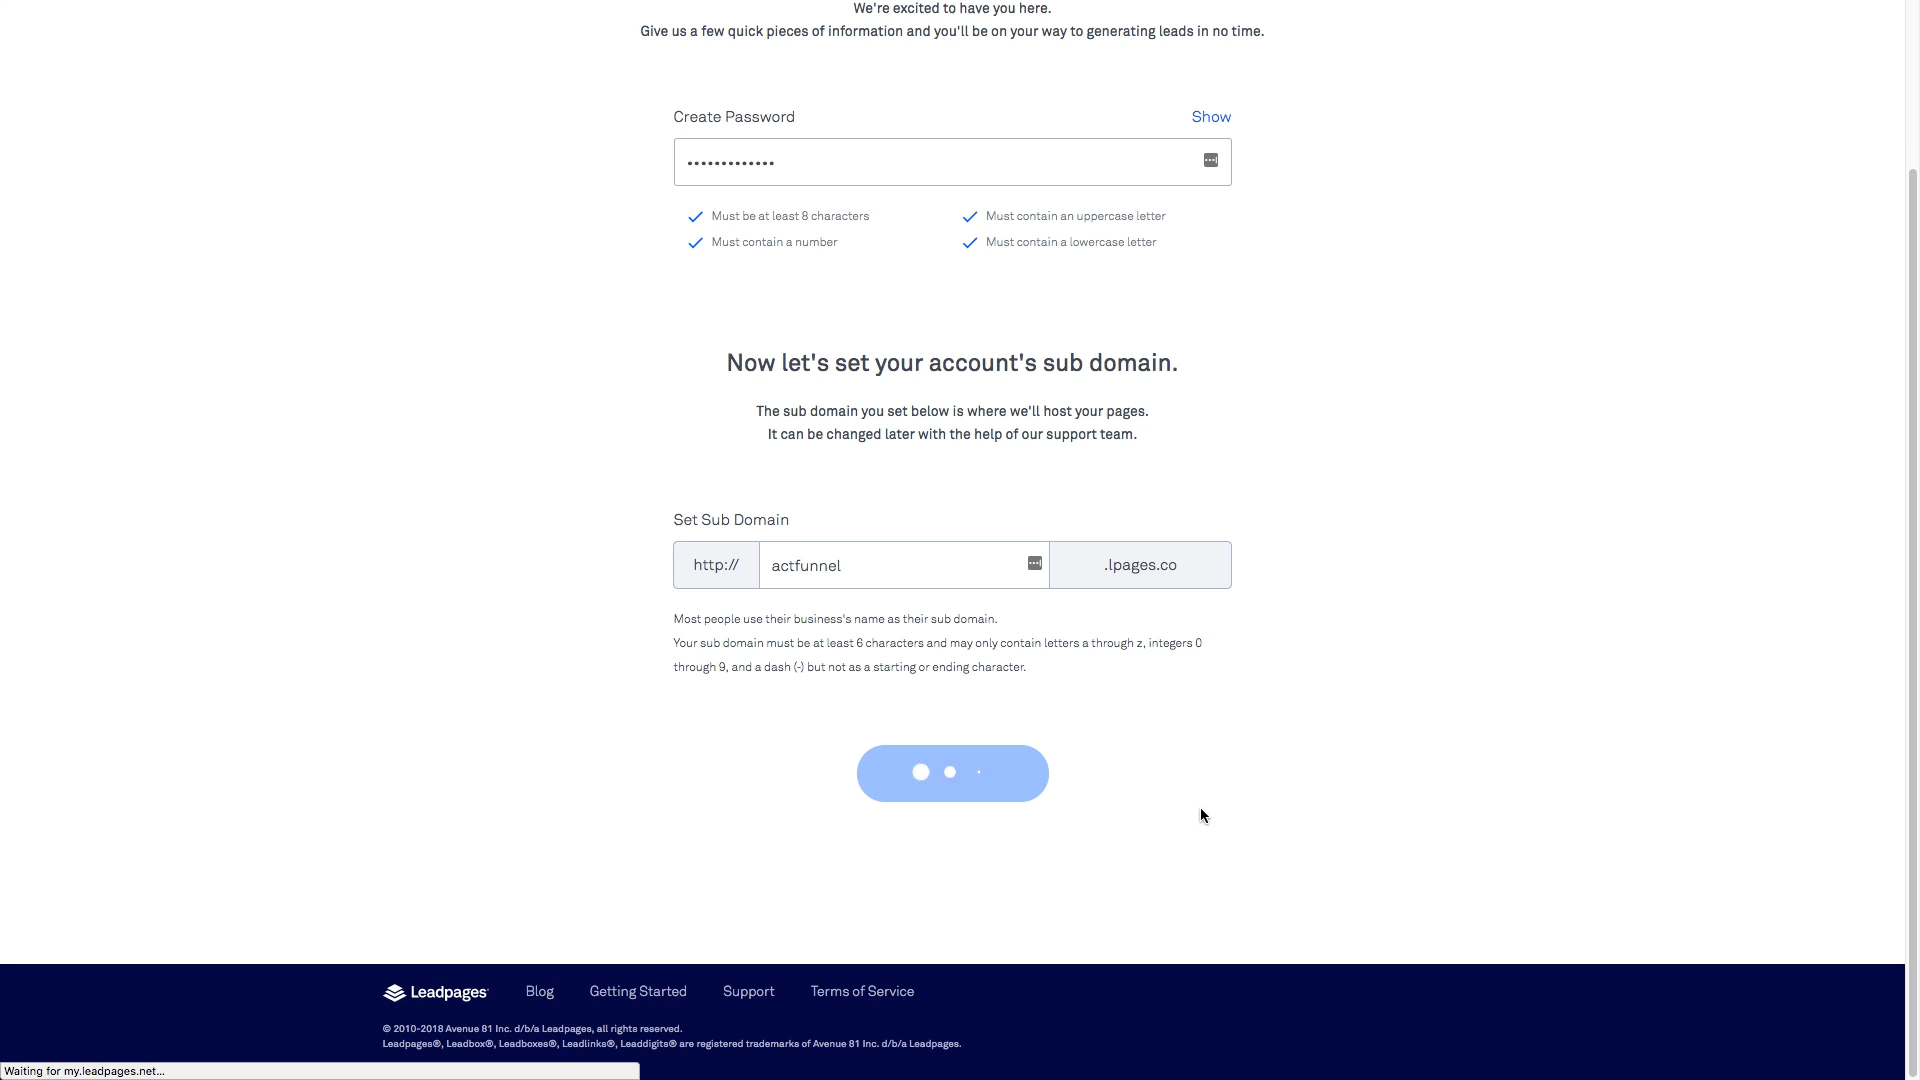 We're excited to have you here.
Give us a few quick pieces of information and you'll be on your way to generating leads in no time.
Create Password
Show
•••••••••••••
Must be at least 8 characters
Must contain an uppercase letter
Must contain a number
Must contain a lowercase letter
Now let's set your account's sub domain.
The sub domain you set below is where we'll host your pages.
It can be changed later with the help of our support team.
Set Sub Domain
http://
actfunnel
.lpages.co
Most people use their business's name as their sub domain.
Your sub domain must be at least 6 characters and may only contain letters a through z, integers 0
through 9, and a dash (-) but not as a starting or ending character.
Leadpages
Blog
Getting Started
Support
Terms of Service
© 2010-2018 Avenue 81 Inc. d/b/a Leadpages, all rights reserved.
Leadpages®, Leadbox®, Leadboxes®, Leadlinks®, Leaddigits® are registered trademarks of Avenue 81 Inc. d/b/a Leadpages.
Waiting for my.leadpages.net...